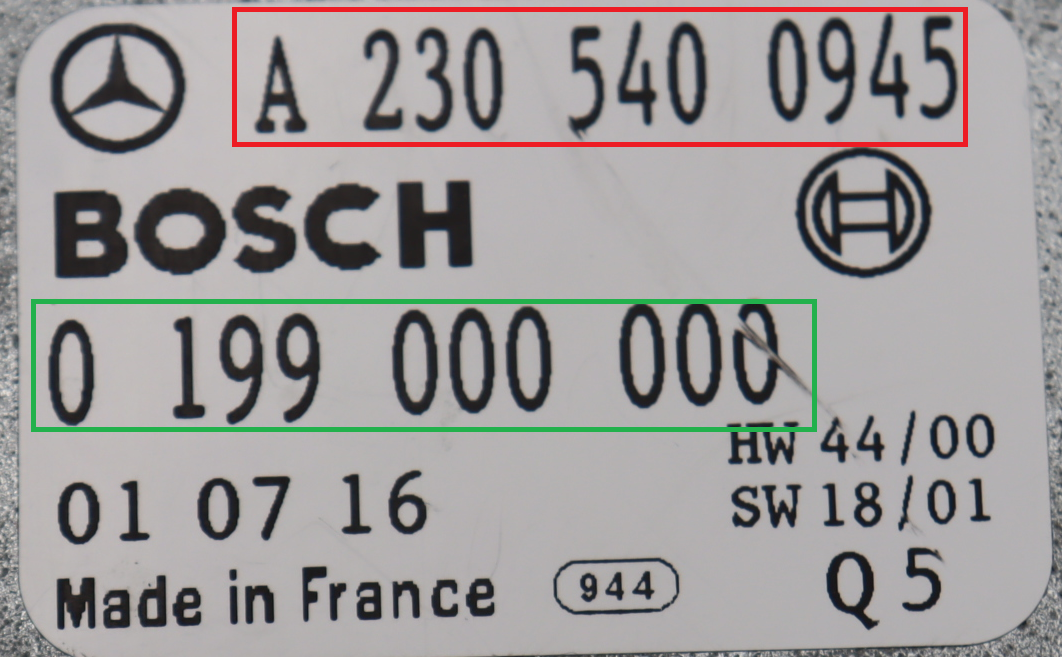 A 230 540 0945
BOSCH
0 199 000 000
HW 44/00
01 07 16
SW 18/01
Made in France
944
Q5